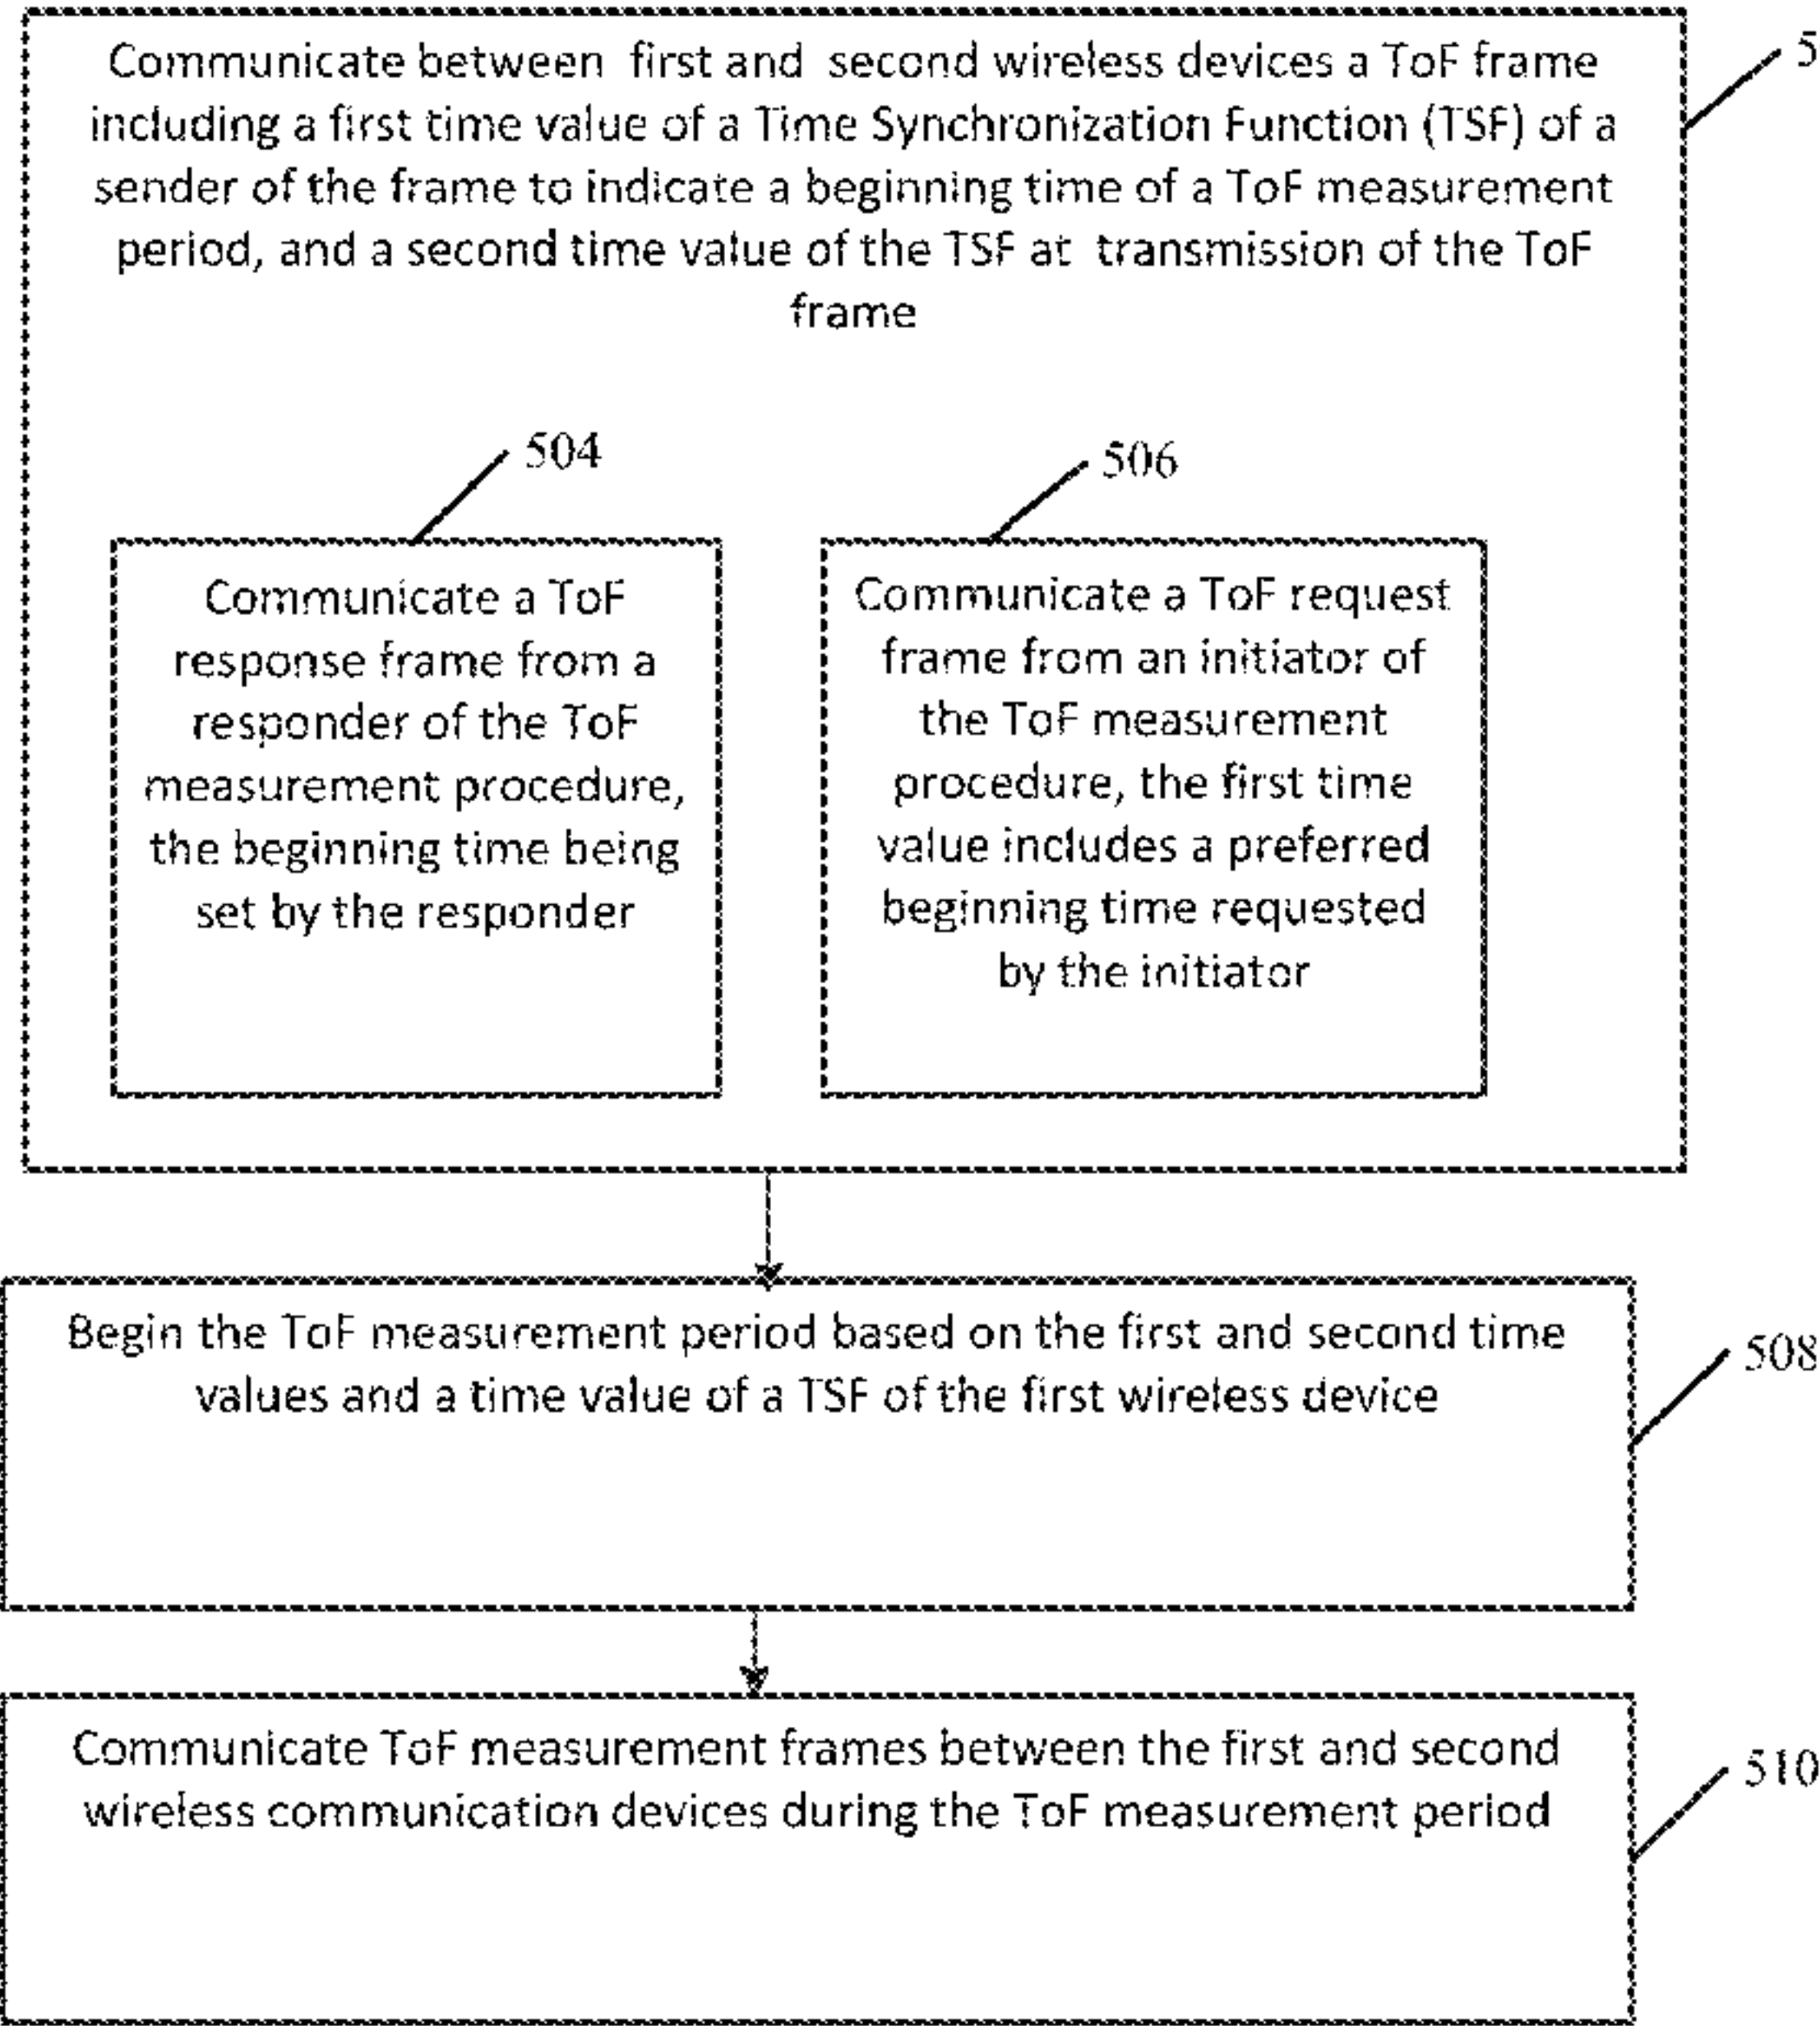 Communicate between first and second wireless devices a ToF frame
including a first time value of a Time Synchronization Function (TSF) of a
sender of the frame to indicate a beginning time of a ToF measurement
period, and a second time value of the TSF at transmission of the ToF
frame
5
504
Communicate a ToF
response frame from a
responder of the ToF
measurement procedure,
the beginning time being
set by the responder
506
Communicate a ToF request
frame from an initiator of
the ToF measurement
procedure, the first time
value includes a preferred
beginning time requested
by the initiator
Begin the ToF measurement period based on the first and second time
values and a time value of a TSF of the first wireless device
508
Communicate ToF measurement frames between the first and second
wireless communication devices during the ToF measurement period
510